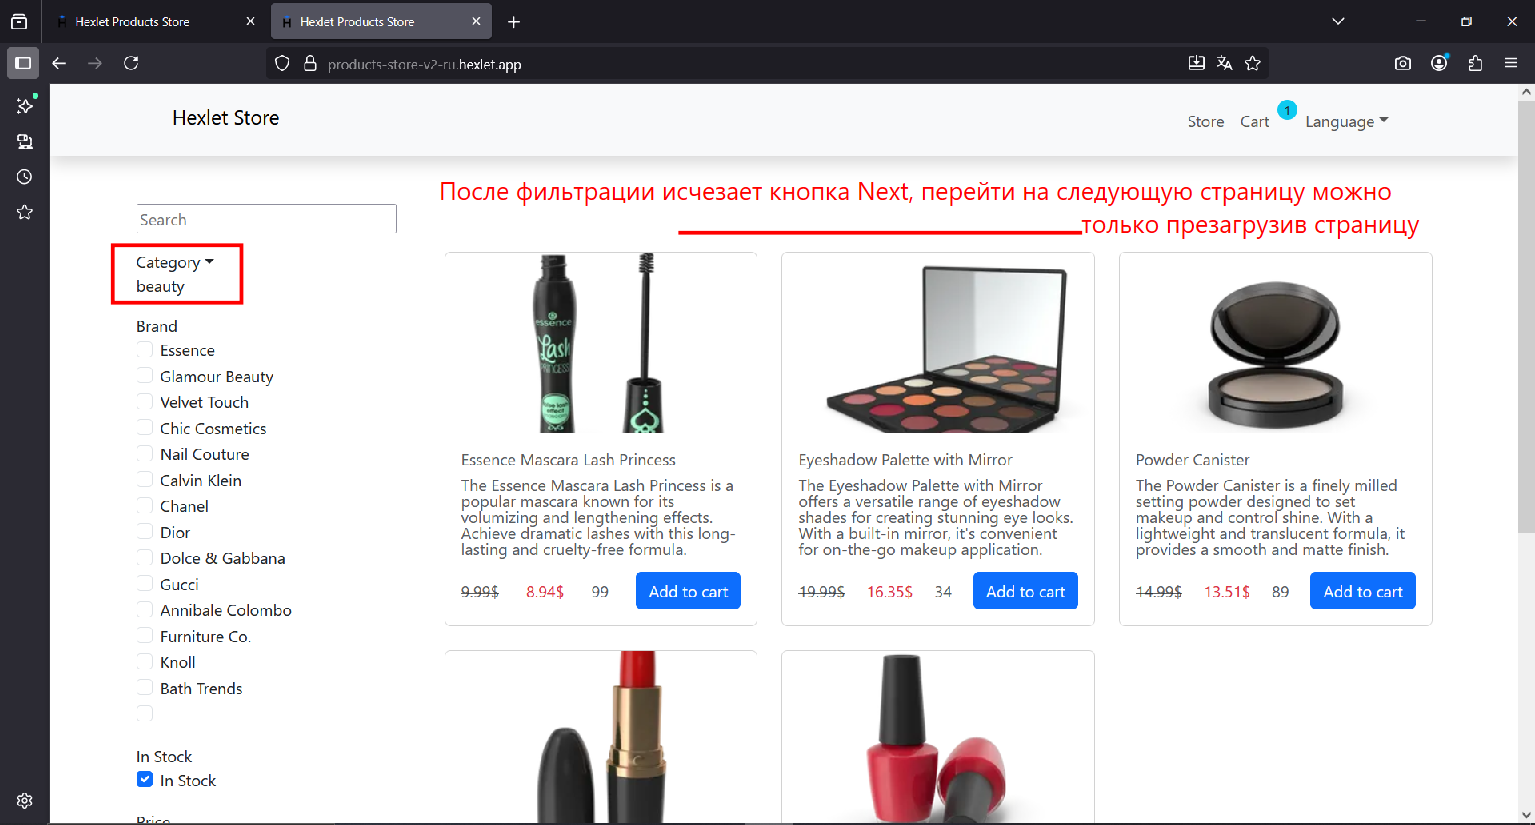 Hexlet Products Store
Hexlet Products Store
products-store-v2-ru.hexlet.app
Hexlet Store
Store Cart 1 Language
После фильтрации исчезает кнопка Next, перейти на следующую страницу можно
только презагрузив страницу
Search
Category
beauty
Brand
Essence
Glamour Beauty
Velvet Touch
Chic Cosmetics
Nail Couture
Calvin Klein
Chanel
Dior
Dolce & Gabbana
Gucci
Annibale Colombo
Furniture Co.
Knoll
Bath Trends
In Stock
In Stock
Price
essence
Lash
PRINCESS
Essence Mascara Lash Princess
The Essence Mascara Lash Princess is a
popular mascara known for its
volumizing and lengthening effects.
Achieve dramatic lashes with this long-
lasting and cruelty-free formula.
9.99$ 8.94$ 99 Add to cart
Eyeshadow Palette with Mirror
The Eyeshadow Palette with Mirror
offers a versatile range of eyeshadow
shades for creating stunning eye looks.
With a built-in mirror, it's convenient
for on-the-go makeup application.
19.99$ 16.35$ 34 Add to cart
Powder Canister
The Powder Canister is a finely milled
setting powder designed to set
makeup and control shine. With a
lightweight and translucent formula, it
provides a smooth and matte finish.
14.99$ 13.51$ 89 Add to cart